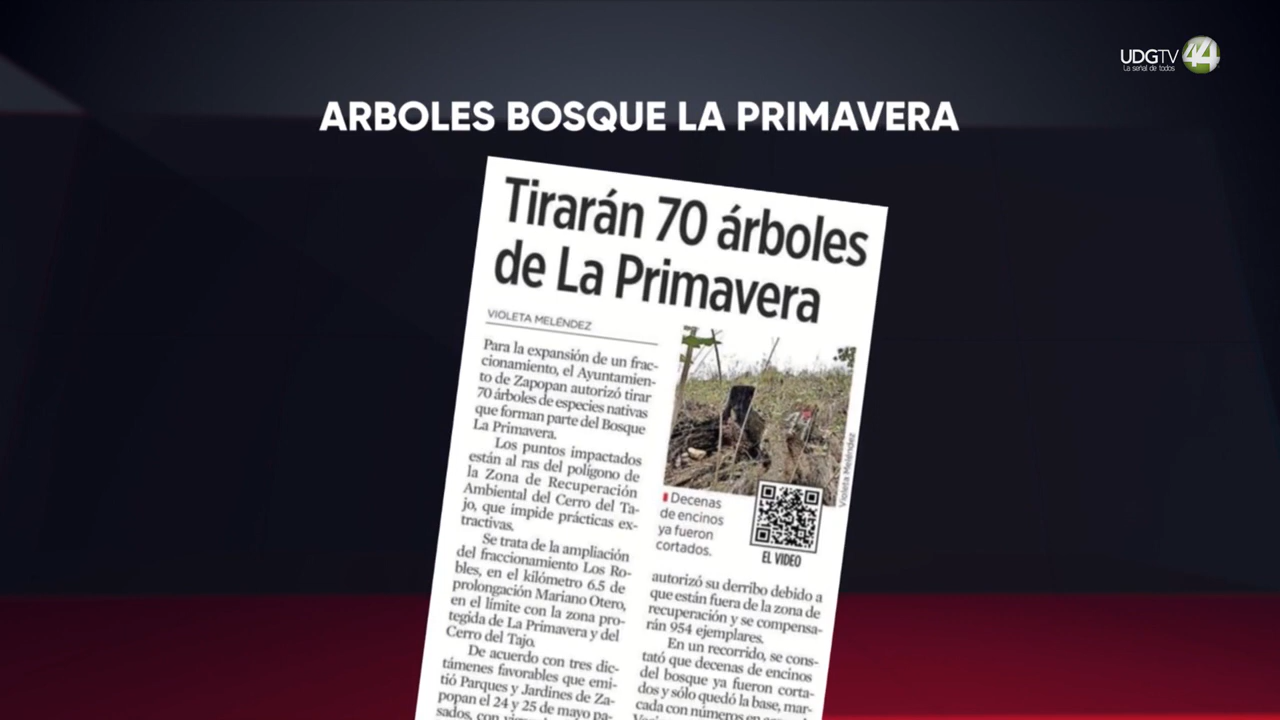 UDGTV 44
La señal de todos
ARBOLES BOSQUE LA PRIMAVERA
Tirarán 70 árboles
de La Primavera
VIOLETA MELÉNDEZ
Para la expansión de un frac-
cionamiento, el Ayuntamien-
to de Zapopan autorizó tirar
70 árboles de especies nativas
que forman parte del Bosque
La Primavera.
Los puntos impactados
están al ras del polígono de
la Zona de Recuperación
Ambiental del Cerro del Ta-
jo, que impide prácticas ex-
tractivas.
Se trata de la ampliación
del fraccionamiento Los Ro-
bles, en el kilómetro 6.5 de
prolongación Mariano Otero,
en el límite con la zona pro-
tegida de La Primavera y del
Cerro del Tajo.
De acuerdo con tres dic-
támenes favorables que emi-
tió Parques y Jardines de Za-
popan el 24 y 25 de mayo pa-
sados, con
Violeta Meléndez
Decenas
de encinos
ya fueron
cortados.
EL VIDEO
autorizó su derribo debido a
que están fuera de la zona de
recuperación y se compensa-
rán 954 ejemplares.
En un recorrido, se cons-
tató que decenas de encinos
del bosque ya fueron corta-
dos y sólo quedó la base, mar-
cada con números en